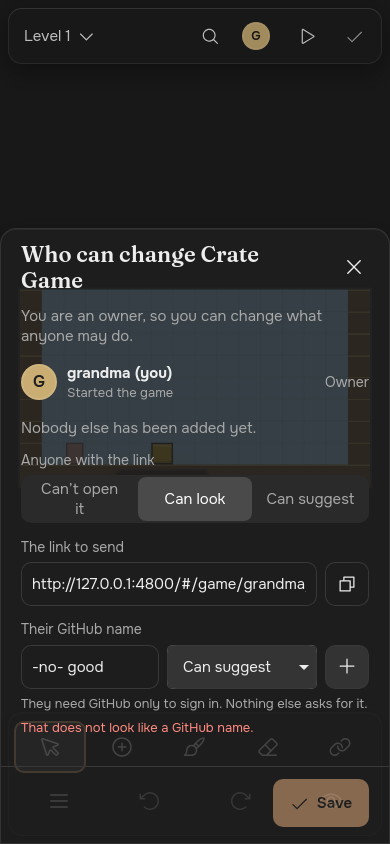 Level 1
G
Who can change Crate
Game
You are an owner, so you can change what
anyone may do.
G
grandma (you)
Started the game
Owner
Nobody else has been added yet.
Anyone with the link
Can't open
it
Can look
Can suggest
The link to send
http://127.0.0.1:4800/#/game/grandma
Their GitHub name
-no- good
Can suggest
They need GitHub only to sign in. Nothing else asks for it.
That does not look like a GitHub name.
Save